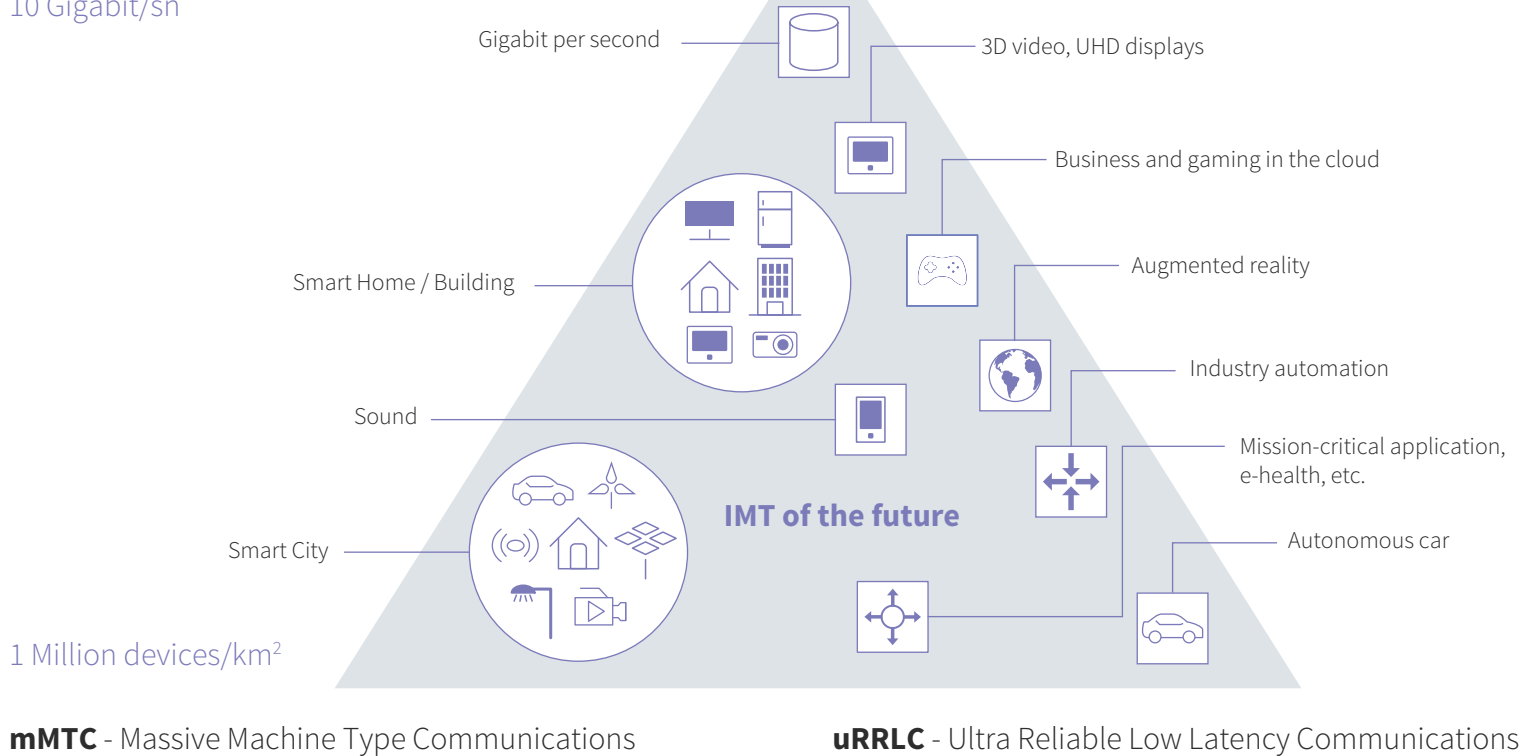 10 Gigabit/sn
Gigabit per second
3D video, UHD displays
Business and gaming in the cloud
Smart Home / Building
Augmented reality
Industry automation
Sound
Mission-critical application,
e-health, etc.
IMT of the future
Smart City
Autonomous car
1 Million devices/km²
mMTC - Massive Machine Type Communications
uRRLC - Ultra Reliable Low Latency Communications